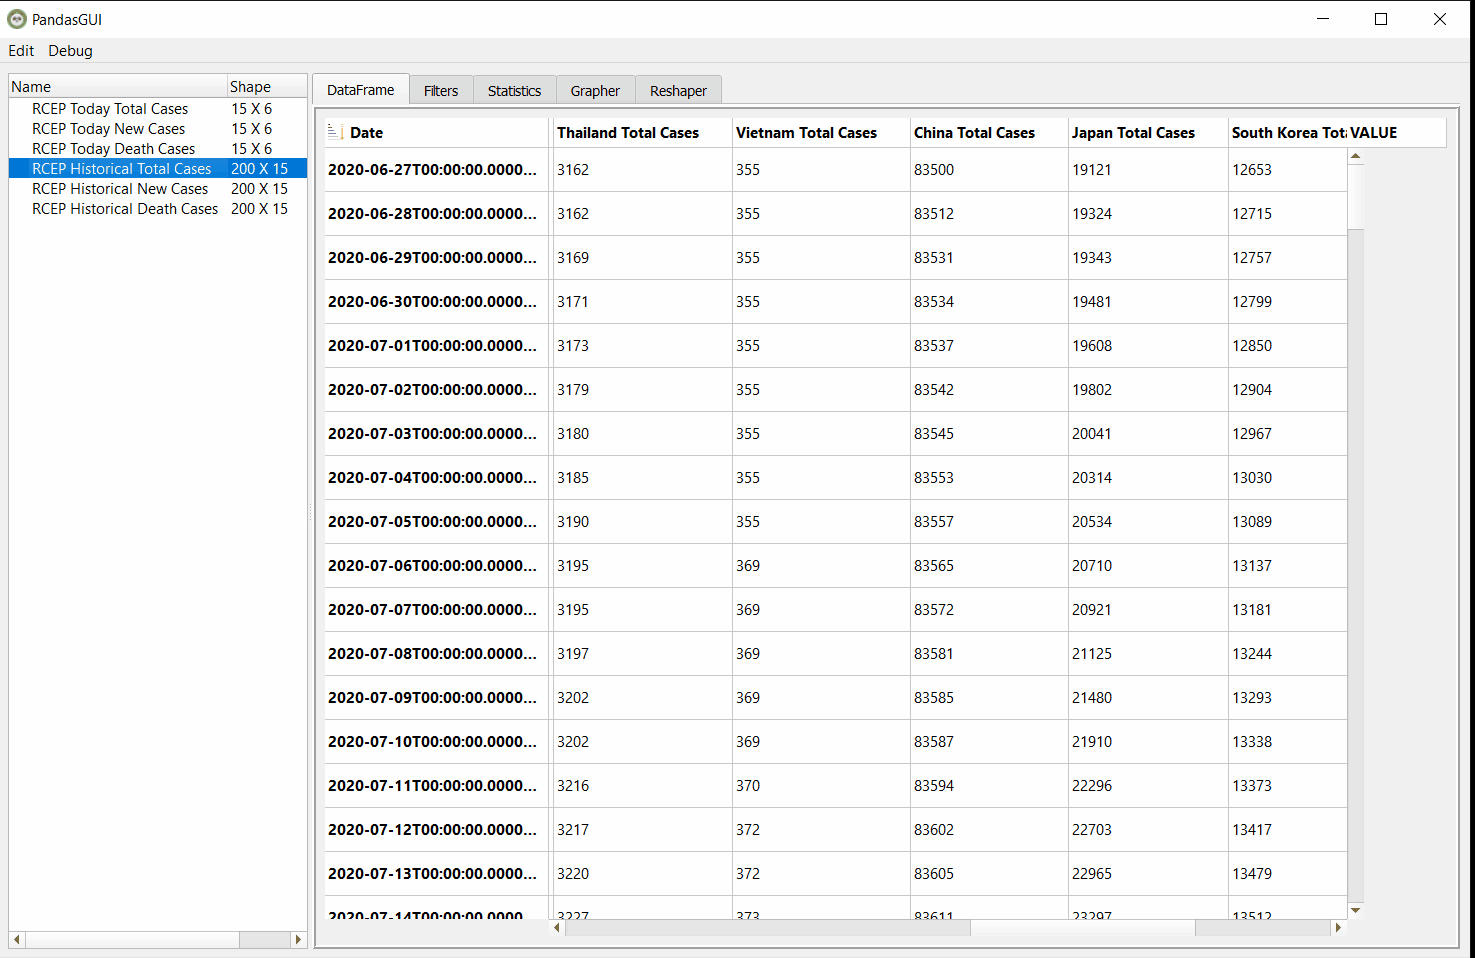 PandasGUI
Edit Debug
Name Shape
RCEP Today Total Cases 15 X 6
RCEP Today New Cases 15 X 6
RCEP Today Death Cases 15 X 6
RCEP Historical Total Cases 200 X 15
RCEP Historical New Cases 200 X 15
RCEP Historical Death Cases 200 X 15
DataFrame Filters Statistics Grapher Reshaper
Date Thailand Total Cases Vietnam Total Cases China Total Cases Japan Total Cases South Korea Tota VALUE
2020-06-27T00:00:00.0000... 3162 355 83500 19121 12653
2020-06-28T00:00:00.0000... 3162 355 83512 19324 12715
2020-06-29T00:00:00.0000... 3169 355 83531 19343 12757
2020-06-30T00:00:00.0000... 3171 355 83534 19481 12799
2020-07-01T00:00:00.0000... 3173 355 83537 19608 12850
2020-07-02T00:00:00.0000... 3179 355 83542 19802 12904
2020-07-03T00:00:00.0000... 3180 355 83545 20041 12967
2020-07-04T00:00:00.0000... 3185 355 83553 20314 13030
2020-07-05T00:00:00.0000... 3190 355 83557 20534 13089
2020-07-06T00:00:00.0000... 3195 369 83565 20710 13137
2020-07-07T00:00:00.0000... 3195 369 83572 20921 13181
2020-07-08T00:00:00.0000... 3197 369 83581 21125 13244
2020-07-09T00:00:00.0000... 3202 369 83585 21480 13293
2020-07-10T00:00:00.0000... 3202 369 83587 21910 13338
2020-07-11T00:00:00.0000... 3216 370 83594 22296 13373
2020-07-12T00:00:00.0000... 3217 372 83602 22703 13417
2020-07-13T00:00:00.0000... 3220 372 83605 22965 13479
2020-07-14T00:00:00.0000... 3227 373 83611 23297 13512